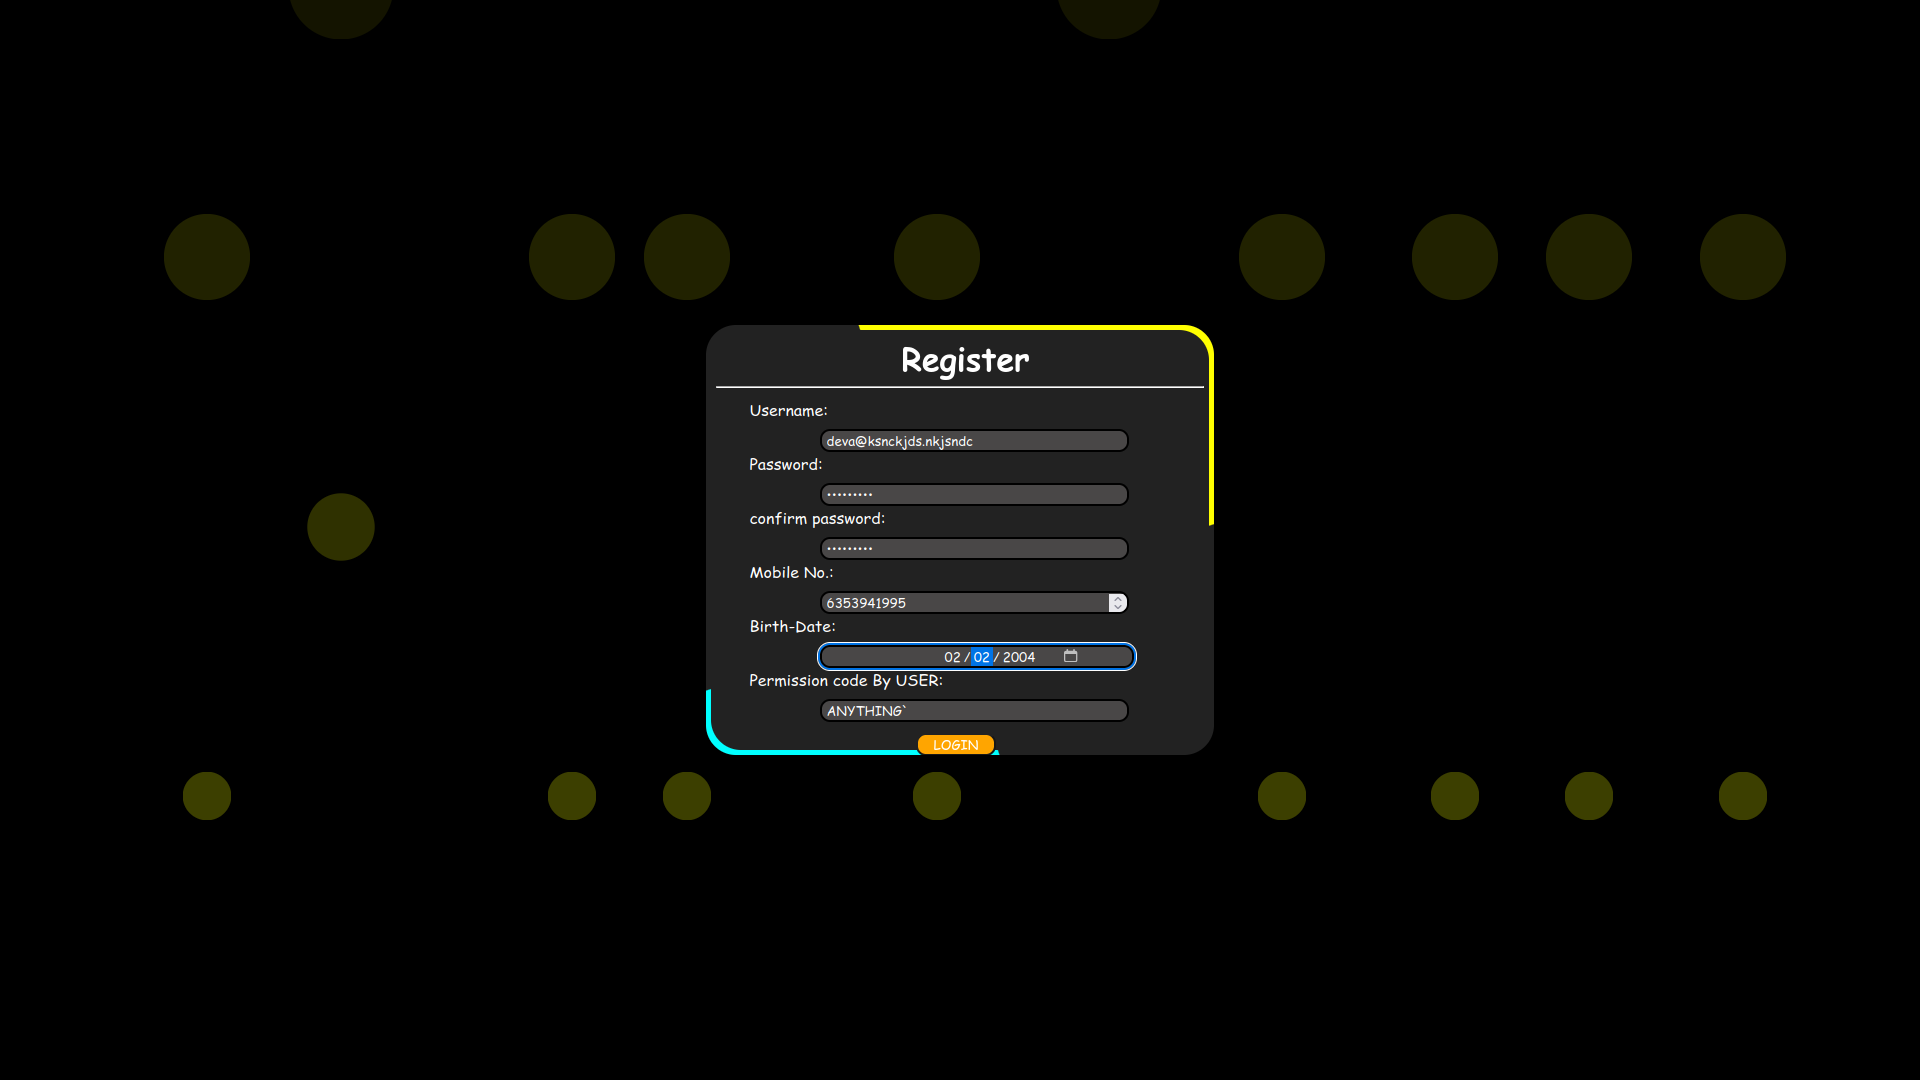 Register
Username:
deva@ksnckjds.nkjsndc
Password:
•••••••••
confirm password:
•••••••••
Mobile No.:
6353941995
Birth-Date:
02/02/2004
Permission code By USER:
ANYTHING`
LOGIN